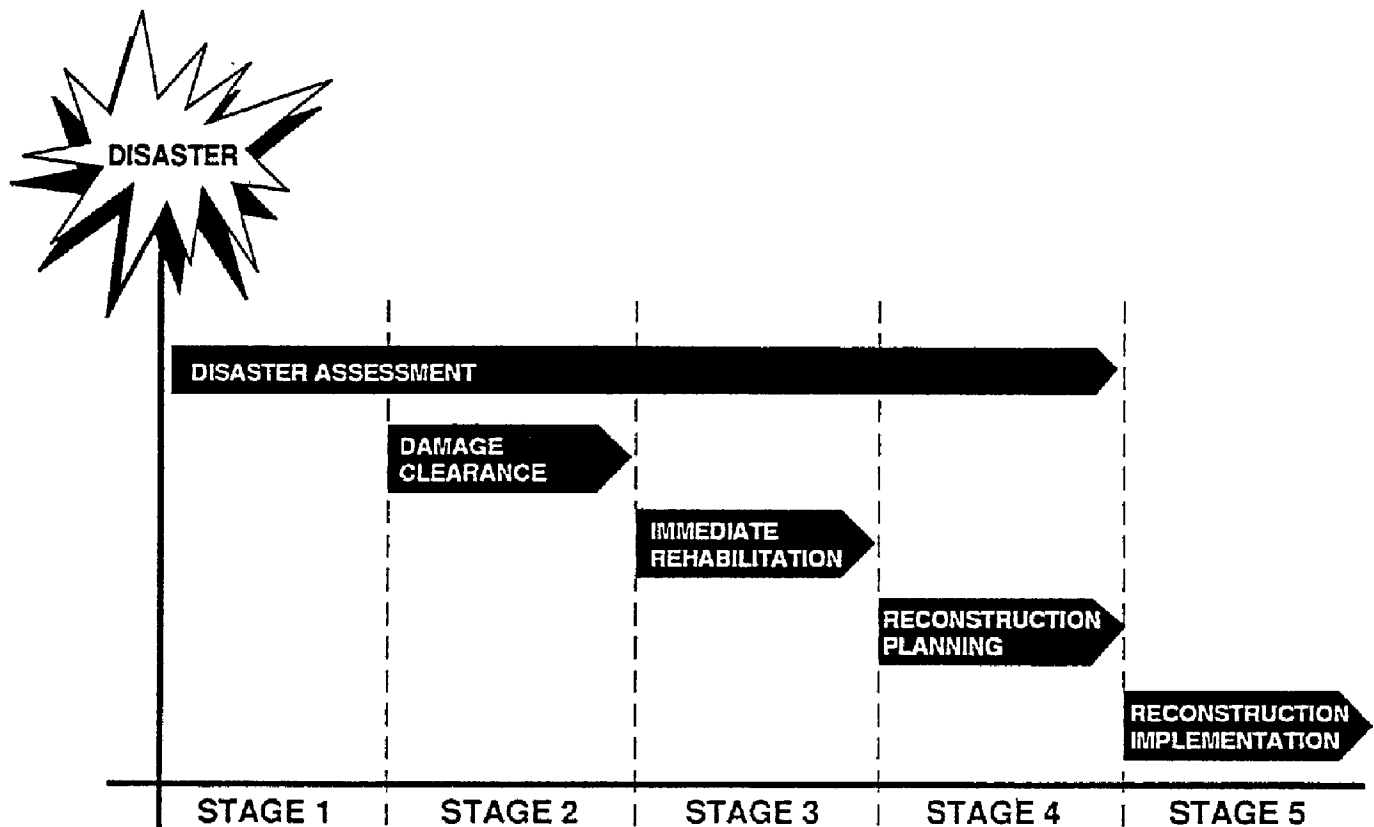 DISASTER
DISASTER ASSESSMENT
DAMAGE
CLEARANCE
IMMEDIATE
REHABILITATION
RECONSTRUCTION
PLANNING
RECONSTRUCTION
IMPLEMENTATION
STAGE 1
STAGE 2
STAGE 3
STAGE 4
STAGE 5